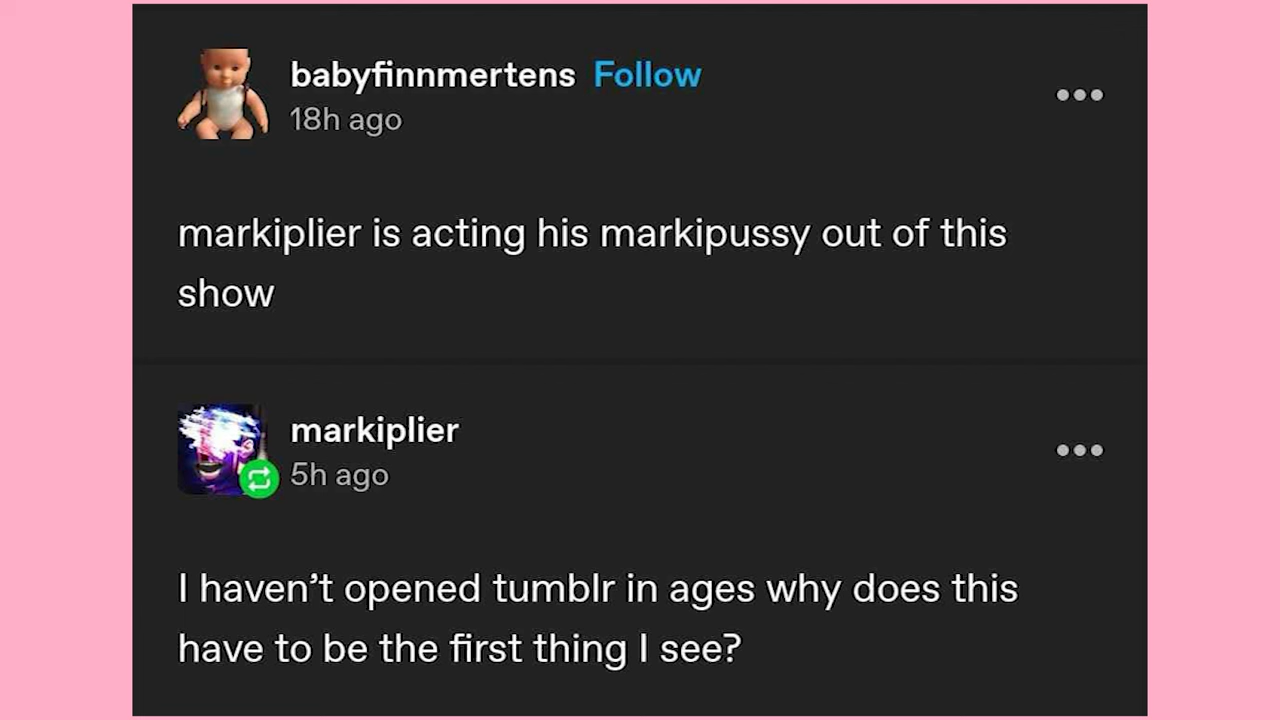 babyfinnmertens Follow
18h ago
markiplier is acting his markipussy out of this
show
markiplier
5h ago
I haven’t opened tumblr in ages why does this
have to be the first thing I see?